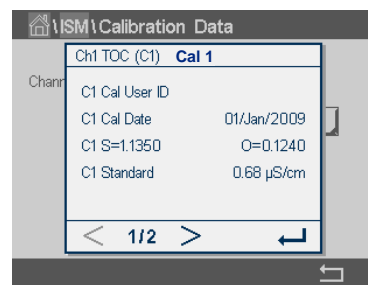 \ISM\Calibration Data
Ch1 TOC (C1) Cal 1
Chann
C1 Cal User ID
C1 Cal Date 01/Jan/2009
C1 S=1.1350 O=0.1240
C1 Standard 0.68 µS/cm
< 1/2 >